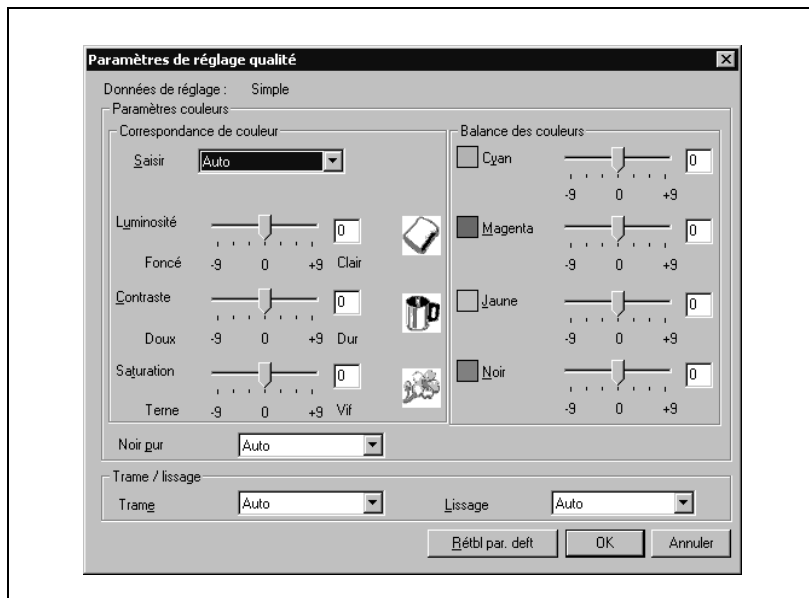 Paramètres de réglage qualité
Données de réglage : Simple
Paramètres couleurs
Correspondance de couleur
Saisir Auto
Luminosité 0
Foncé -9 0 +9 Clair
Contraste 0
Doux -9 0 +9 Dur
Saturation 0
Terne -9 0 +9 Vif
Balance des couleurs
Cyan 0
-9 0 +9
Magenta 0
-9 0 +9
Jaune 0
-9 0 +9
Noir 0
-9 0 +9
Noir pur Auto
Trame / lissage
Trame Auto Lissage Auto
Rétbl par. deft OK Annuler